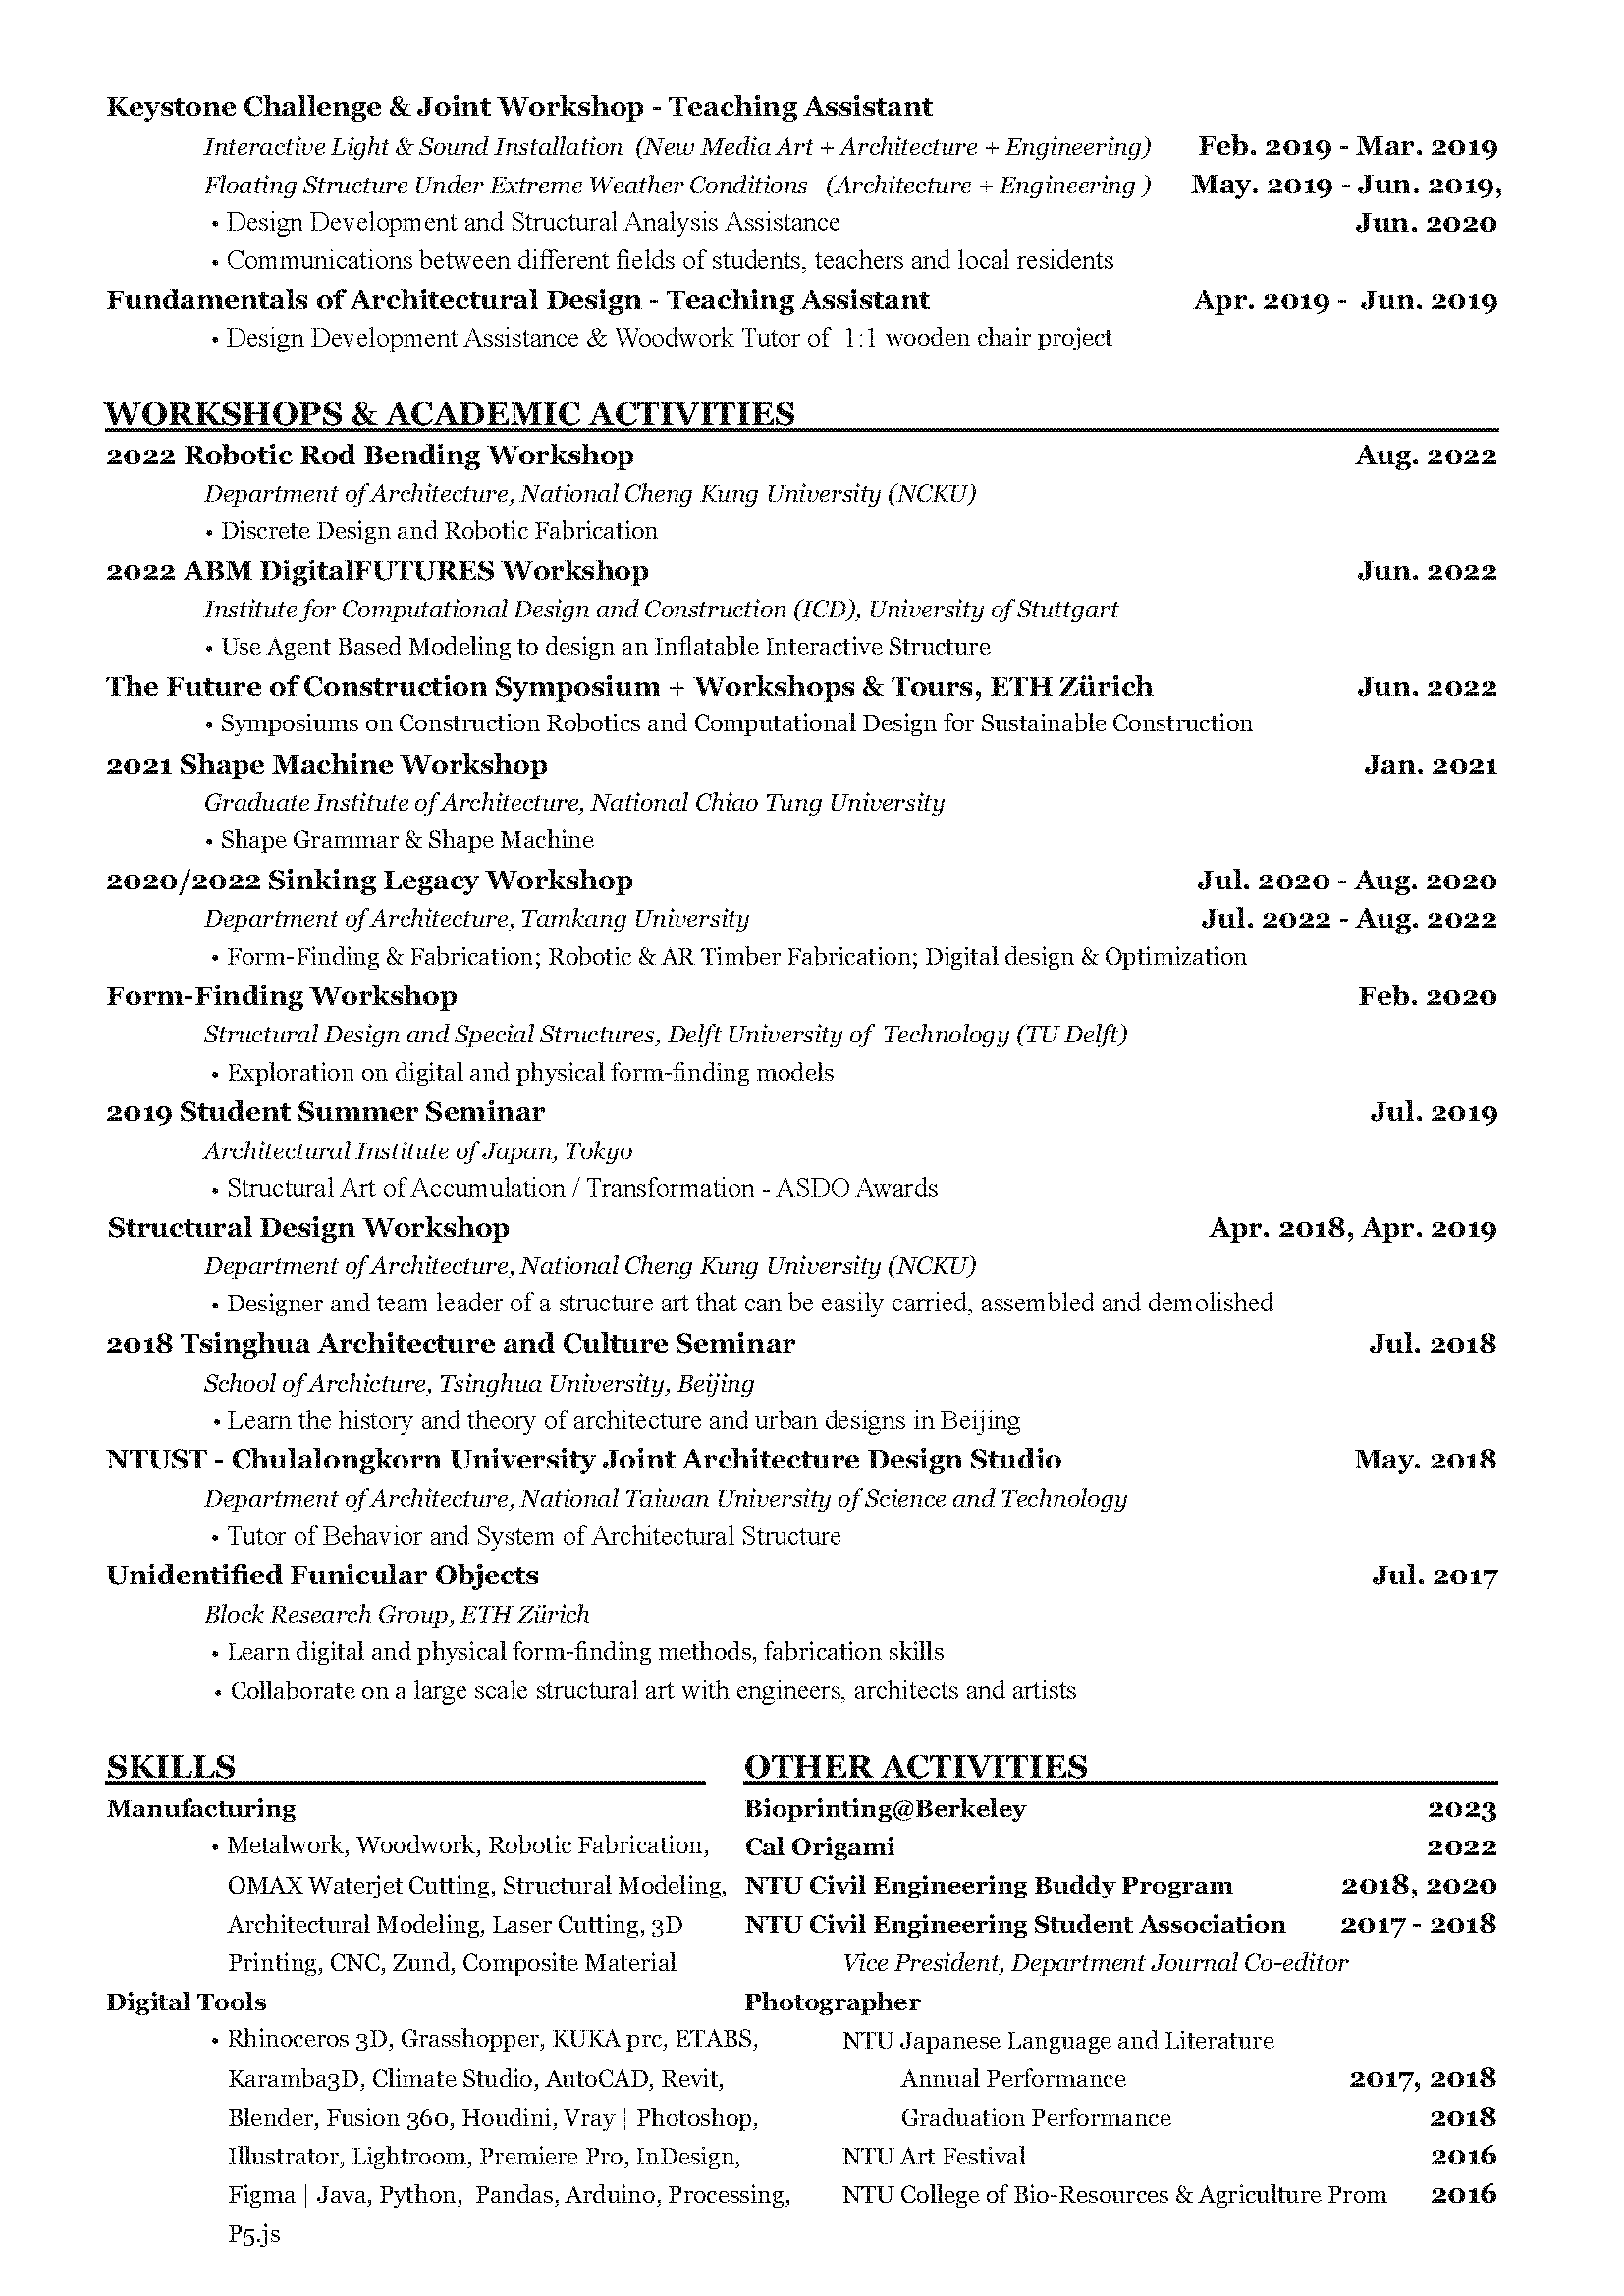 Keystone Challenge & Joint Workshop - Teaching Assistant
Interactive Light & Sound Installation (New Media Art + Architecture + Engineering) Feb. 2019 - Mar. 2019
Floating Structure Under Extreme Weather Conditions (Architecture + Engineering ) May. 2019 - Jun. 2019,
• Design Development and Structural Analysis Assistance Jun. 2020
• Communications between different fields of students, teachers and local residents
Fundamentals of Architectural Design - Teaching Assistant Apr. 2019 - Jun. 2019
• Design Development Assistance & Woodwork Tutor of 1:1 wooden chair project
WORKSHOPS & ACADEMIC ACTIVITIES
2022 Robotic Rod Bending Workshop Aug. 2022
Department of Architecture, National Cheng Kung University (NCKU)
• Discrete Design and Robotic Fabrication
2022 ABM DigitalFUTURES Workshop Jun. 2022
Institute for Computational Design and Construction (ICD), University of Stuttgart
• Use Agent Based Modeling to design an Inflatable Interactive Structure
The Future of Construction Symposium + Workshops & Tours, ETH Zürich Jun. 2022
• Symposiums on Construction Robotics and Computational Design for Sustainable Construction
2021 Shape Machine Workshop Jan. 2021
Graduate Institute of Architecture, National Chiao Tung University
• Shape Grammar & Shape Machine
2020/2022 Sinking Legacy Workshop Jul. 2020 - Aug. 2020
Department of Architecture, Tamkang University Jul. 2022 - Aug. 2022
• Form-Finding & Fabrication; Robotic & AR Timber Fabrication; Digital design & Optimization
Form-Finding Workshop Feb. 2020
Structural Design and Special Structures, Delft University of Technology (TU Delft)
• Exploration on digital and physical form-finding models
2019 Student Summer Seminar Jul. 2019
Architectural Institute of Japan, Tokyo
• Structural Art of Accumulation / Transformation - ASDO Awards
Structural Design Workshop Apr. 2018, Apr. 2019
Department of Architecture, National Cheng Kung University (NCKU)
• Designer and team leader of a structure art that can be easily carried, assembled and demolished
2018 Tsinghua Architecture and Culture Seminar Jul. 2018
School of Archicture, Tsinghua University, Beijing
• Learn the history and theory of architecture and urban designs in Beijing
NTUST - Chulalongkorn University Joint Architecture Design Studio May. 2018
Department of Architecture, National Taiwan University of Science and Technology
• Tutor of Behavior and System of Architectural Structure
Unidentified Funicular Objects Jul. 2017
Block Research Group, ETH Zürich
• Learn digital and physical form-finding methods, fabrication skills
• Collaborate on a large scale structural art with engineers, architects and artists
SKILLS
Manufacturing
• Metalwork, Woodwork, Robotic Fabrication,
OMAX Waterjet Cutting, Structural Modeling,
Architectural Modeling, Laser Cutting, 3D
Printing, CNC, Zund, Composite Material
Digital Tools
• Rhinoceros 3D, Grasshopper, KUKA prc, ETABS,
Karamba3D, Climate Studio, AutoCAD, Revit,
Blender, Fusion 360, Houdini, Vray | Photoshop,
Illustrator, Lightroom, Premiere Pro, InDesign,
Figma | Java, Python, Pandas, Arduino, Processing,
P5.js
OTHER ACTIVITIES
Bioprinting@Berkeley 2023
Cal Origami 2022
NTU Civil Engineering Buddy Program 2018, 2020
NTU Civil Engineering Student Association 2017 - 2018
Vice President, Department Journal Co-editor
Photographer
NTU Japanese Language and Literature
Annual Performance 2017, 2018
Graduation Performance 2018
NTU Art Festival 2016
NTU College of Bio-Resources & Agriculture Prom 2016